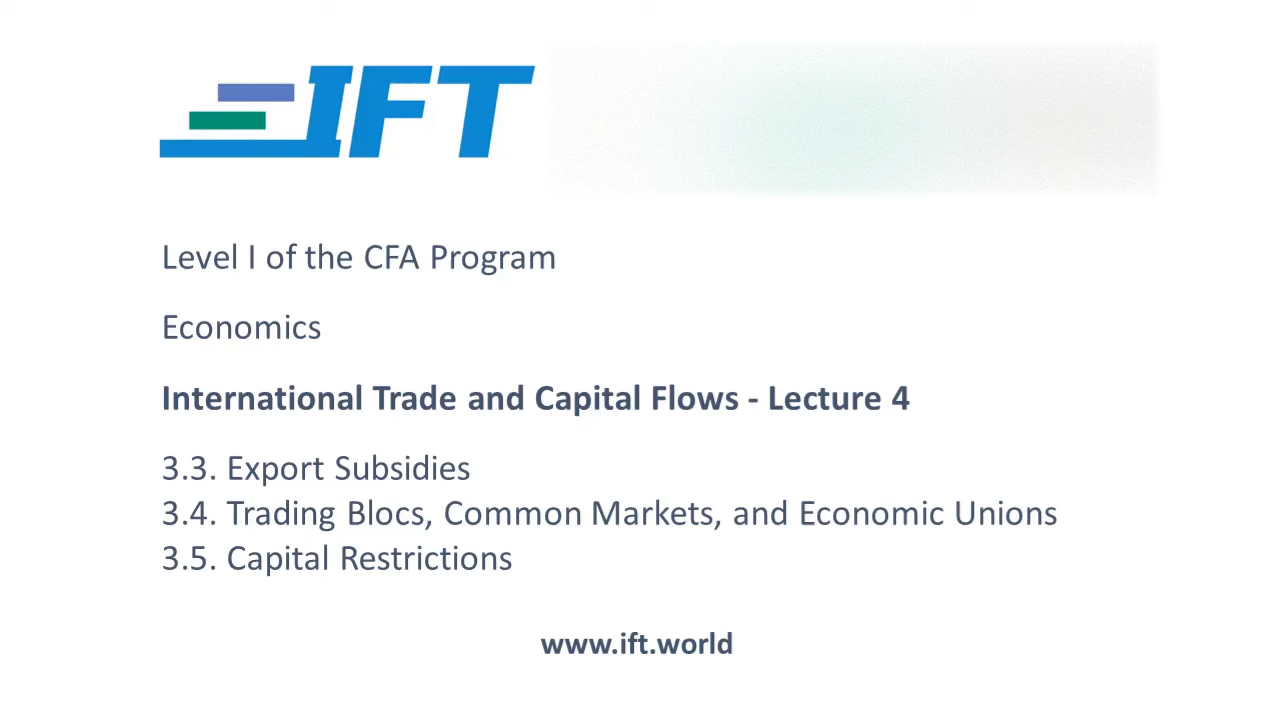 IFT
Level I of the CFA Program
Economics
International Trade and Capital Flows - Lecture 4
3.3. Export Subsidies
3.4. Trading Blocs, Common Markets, and Economic Unions
3.5. Capital Restrictions
www.ift.world